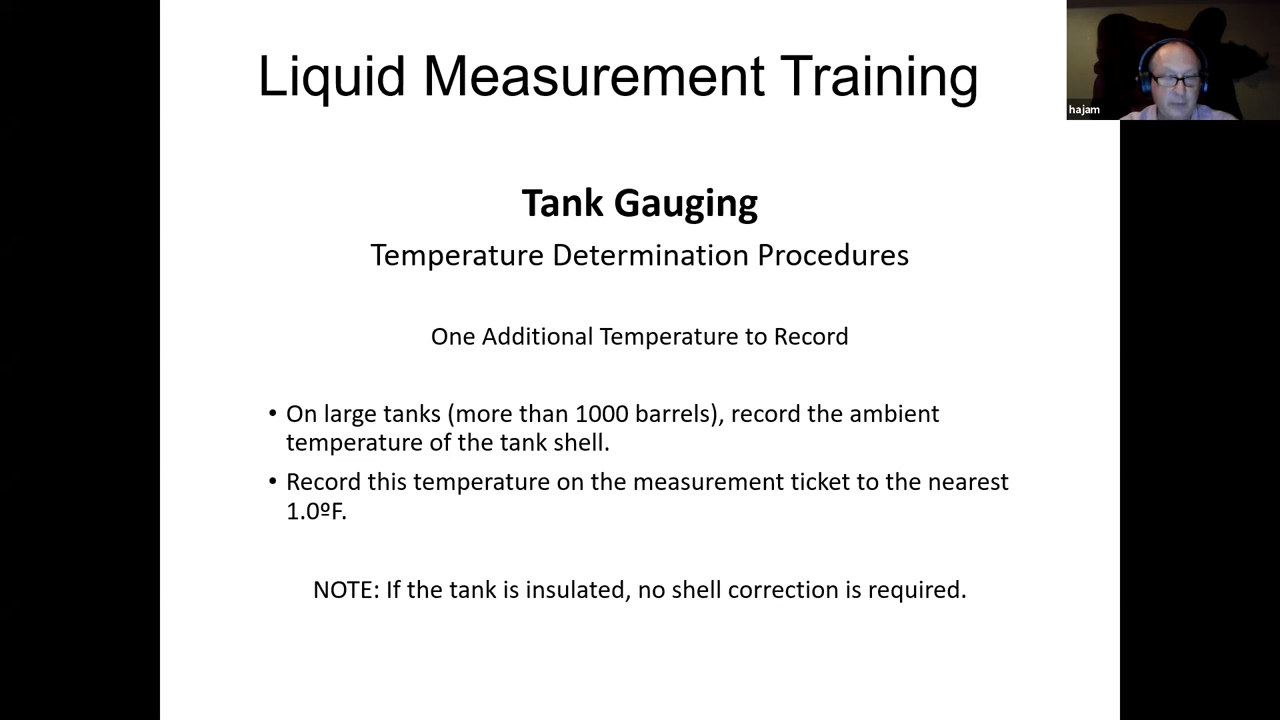 Liquid Measurement Training
hajam
Tank Gauging
Temperature Determination Procedures
One Additional Temperature to Record
• On large tanks (more than 1000 barrels), record the ambient
temperature of the tank shell.
• Record this temperature on the measurement ticket to the nearest
1.0ºF.
NOTE: If the tank is insulated, no shell correction is required.